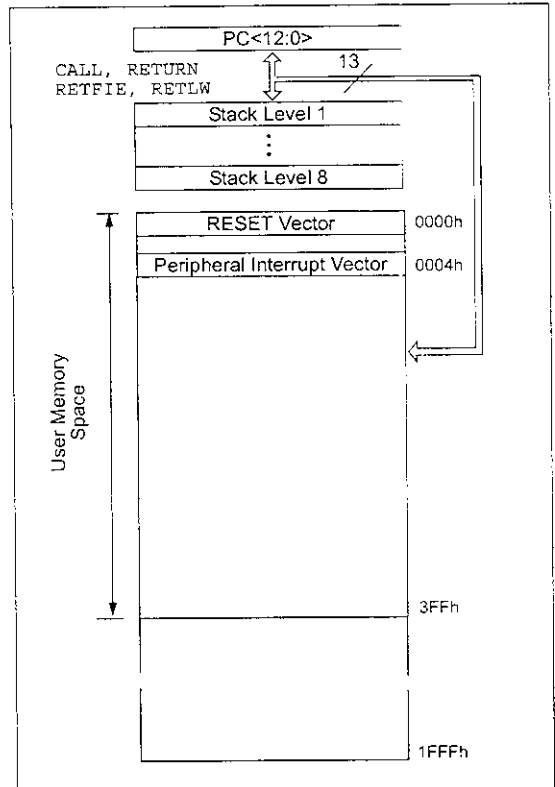 PC<12:0>
CALL, RETURN
RETFIE, RETLW
13
Stack Level 1
Stack Level 8
RESET Vector
0000h
Peripheral Interrupt Vector
0004h
User Memory
Space
3FFh
1FFFh